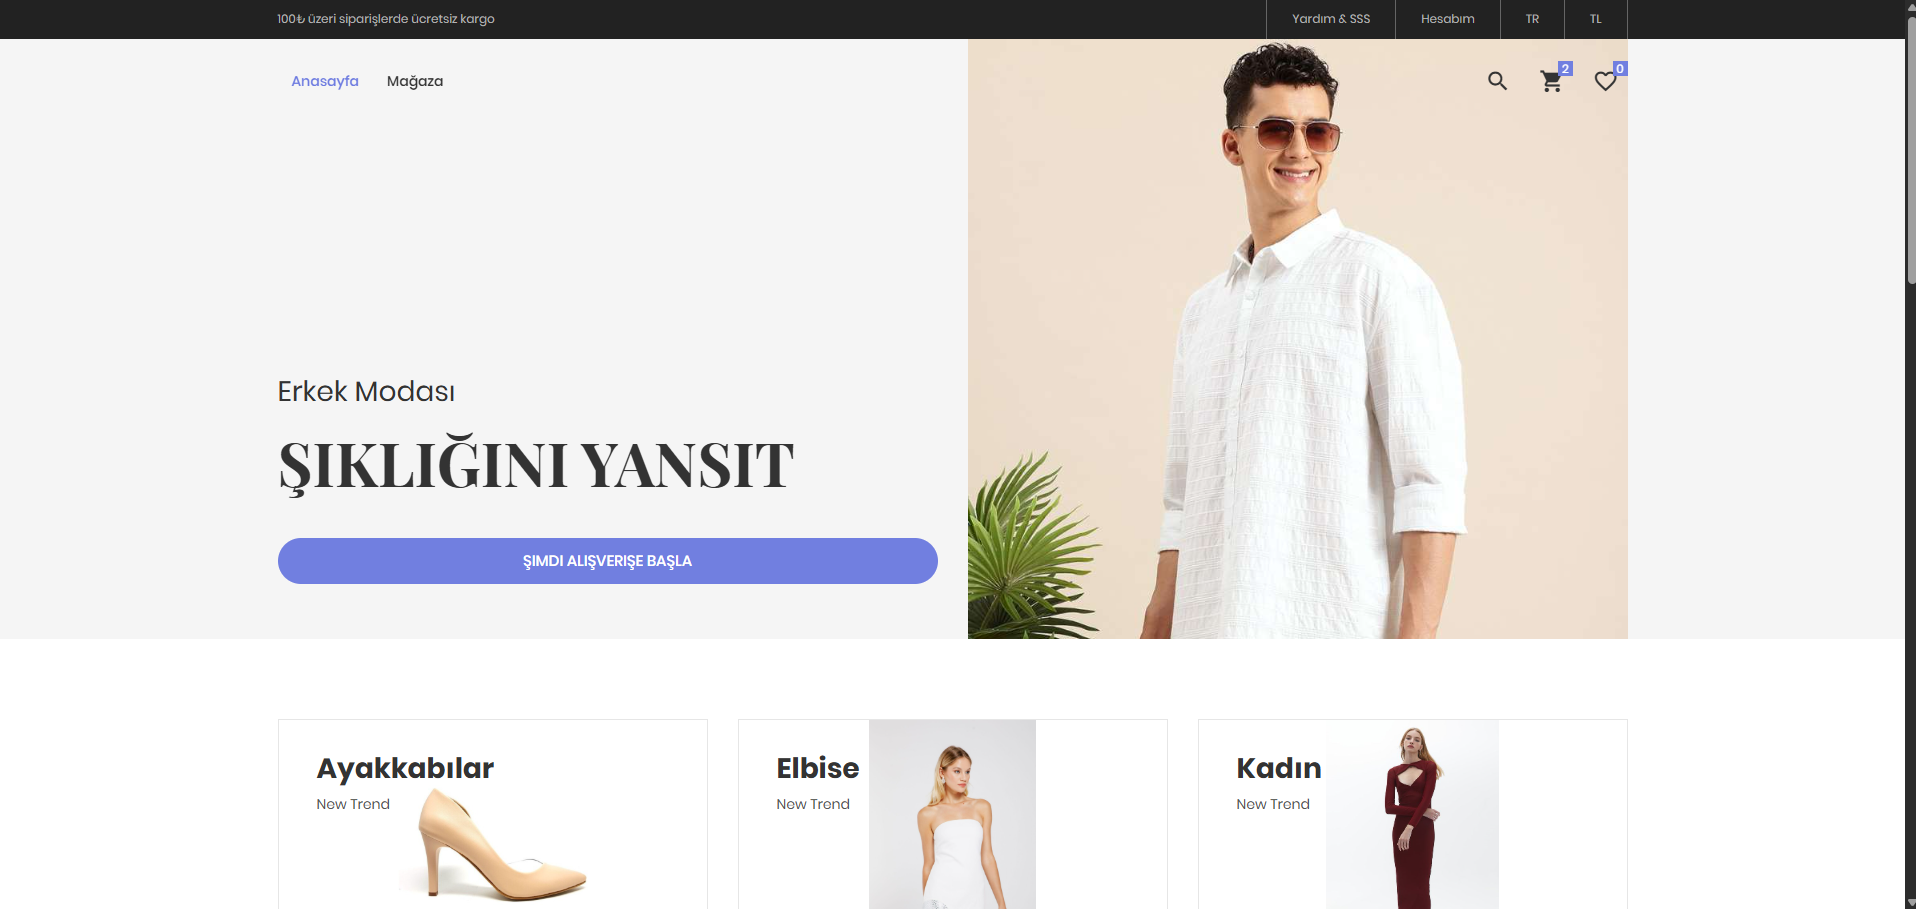 100₺ üzeri siparişlerde ücretsiz kargo
Yardım & SSS
Hesabım
TR
TL
Anasayfa
Mağaza
2
0
Erkek Modası
ŞIKLIĞINI YANSIT
ŞIMDI ALIŞVERIŞE BAŞLA
Ayakkabılar
New Trend
Elbise
New Trend
Kadın
New Trend